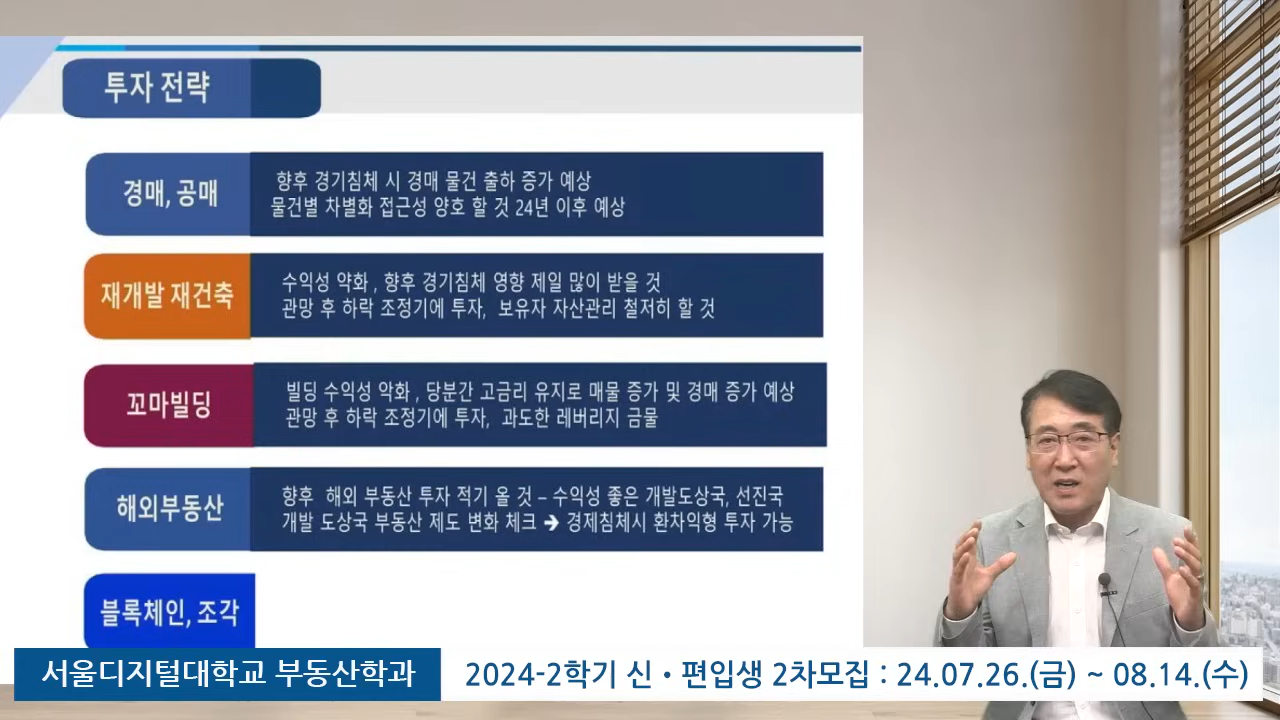 투자 전략
경매, 공매
향후 경기침체 시 경매 물건 출하 증가 예상
물건별 차별화 접근성 양호 할 것 24년 이후 예상
재개발 재건축
수익성 약화 , 향후 경기침체 영향 제일 많이 받을 것
관망 후 하락 조정기에 투자, 보유자 자산관리 철저히 할 것
꼬마빌딩
빌딩 수익성 악화 , 당분간 고금리 유지로 매물 증가 및 경매 증가 예상
관망 후 하락 조정기에 투자, 과도한 레버리지 금물
해외부동산
향후 해외 부동산 투자 적기 올 것 – 수익성 좋은 개발도상국, 선진국
개발 도상국 부동산 제도 변화 체크 → 경제침체시 환차익형 투자 가능
블록체인, 조각
서울디지털대학교 부동산학과
2024-2학기 신・편입생 2차모집 : 24.07.26.(금) ~ 08.14.(수)